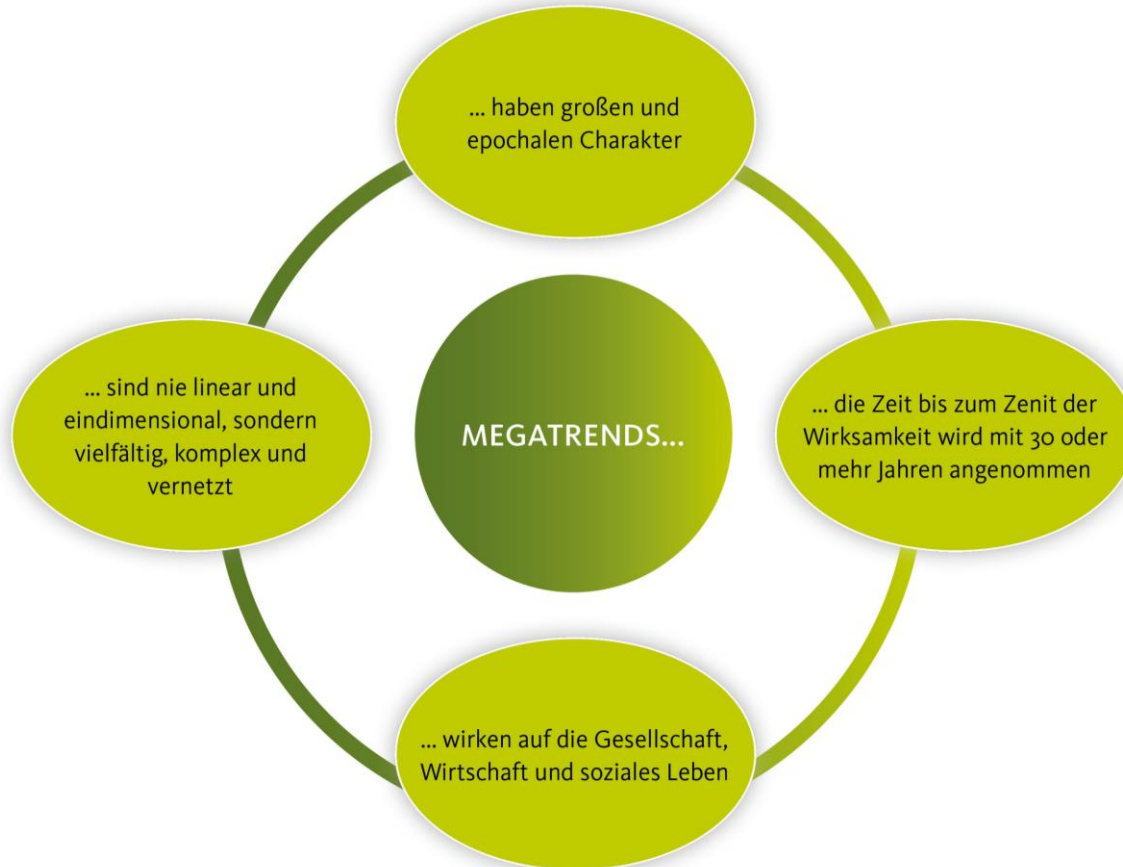 ... haben großen und
epochalen Charakter
... sind nie linear und
eindimensional, sondern
vielfältig, komplex und
vernetzt
MEGATRENDS...
... die Zeit bis zum Zenit der
Wirksamkeit wird mit 30 oder
mehr Jahren angenommen
... wirken auf die Gesellschaft,
Wirtschaft und soziales Leben